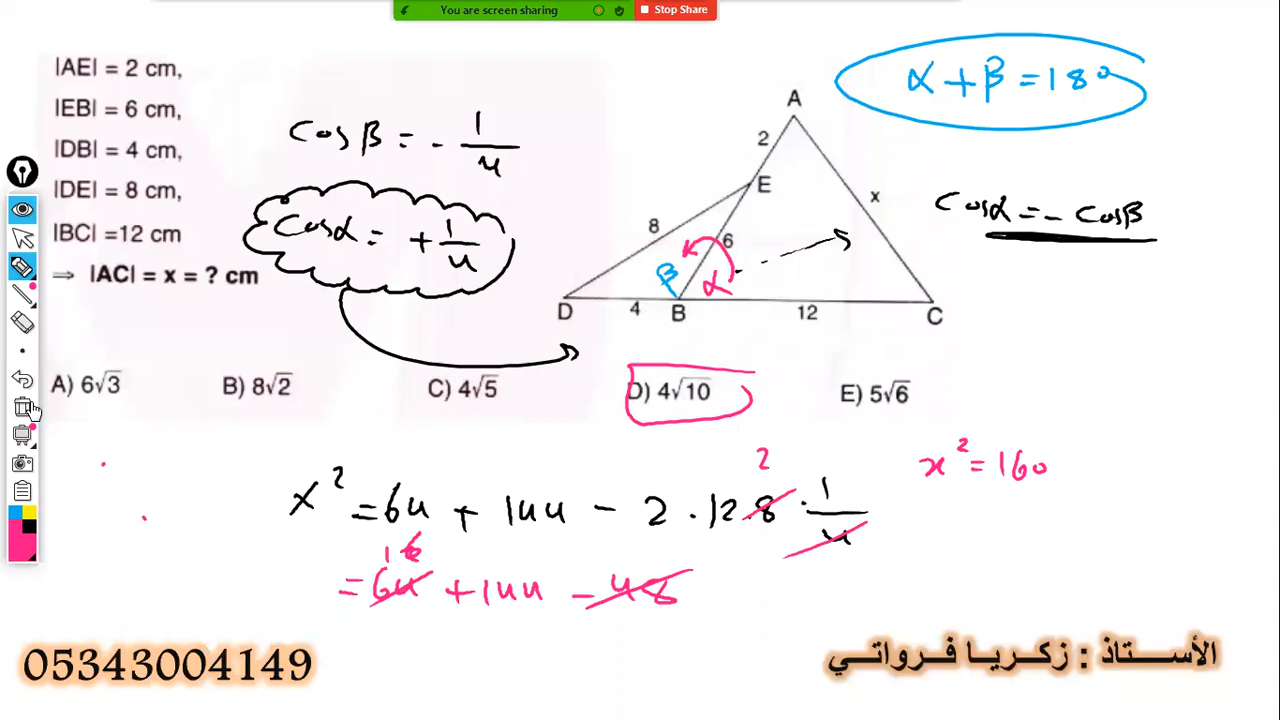 You are screen sharing
Stop Share
|AE| = 2 cm,
|EB| = 6 cm,
|DB| = 4 cm,
|DE| = 8 cm,
|BC| =12 cm
⇒ |AC| = x = ? cm
Cosβ = - 1/4
Cosα = + 1/4
α + β = 180°
Cosα = - Cosβ
A
2
E
x
8
6
β
α
D
4
B
12
C
A) 6√3
B) 8√2
C) 4√5
D) 4√10
E) 5√6
x² = 64 + 144 - 2 . 12 . 8 . 1/4
2
x² = 160
16
= 64 + 144 - 48
05343004149
الأستاذ : زكريا فرواتي